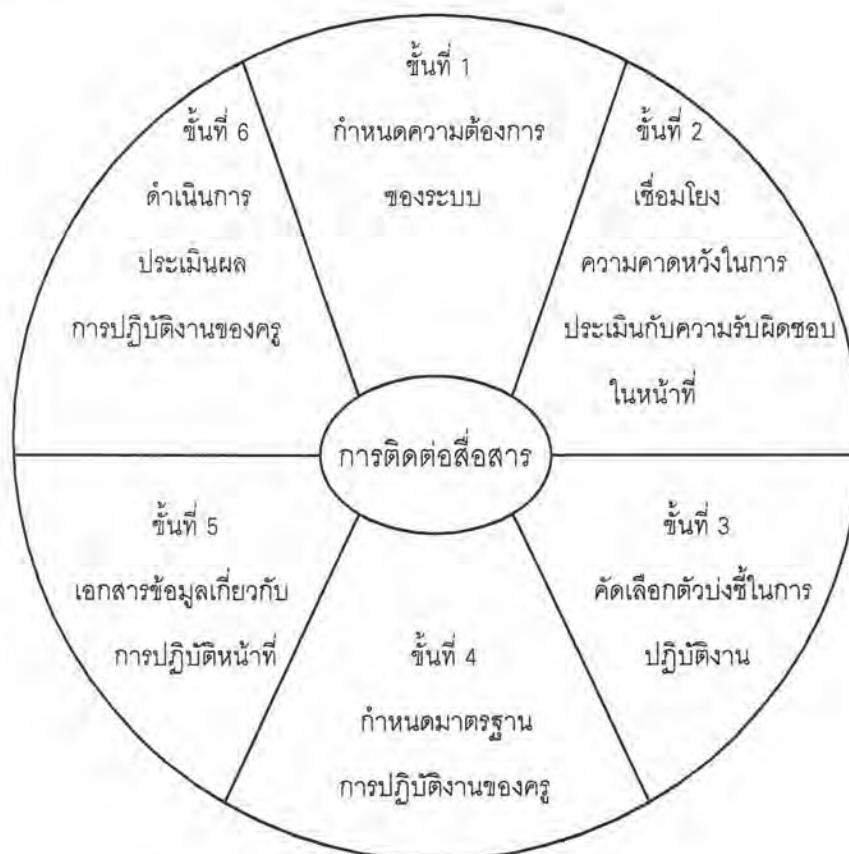 ขั้นที่ 1
กำหนดความต้องการ
ของระบบ
ขั้นที่ 2
เชื่อมโยง
ความคาดหวังในการ
ประเมินกับความรับผิดชอบ
ในหน้าที่
ขั้นที่ 3
คัดเลือกตัวบ่งชี้ในการ
ปฏิบัติงาน
ขั้นที่ 4
กำหนดมาตรฐาน
การปฏิบัติงานของครู
ขั้นที่ 5
เอกสารข้อมูลเกี่ยวกับ
การปฏิบัติหน้าที่
ขั้นที่ 6
ดำเนินการ
ประเมินผล
การปฏิบัติงานของครู
การติดต่อสื่อสาร